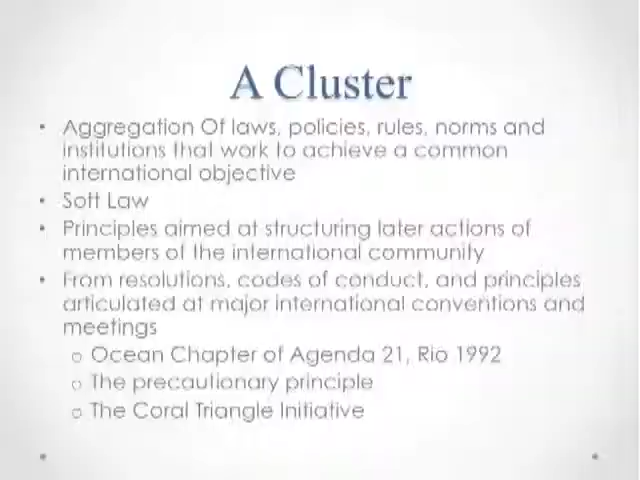 A Cluster
• Aggregation Of laws, policies, rules, norms and
institutions that work to achieve a common
international objective
• Soft Law
• Principles aimed at structuring later actions of
members of the international community
• From resolutions, codes of conduct, and principles
articulated at major international conventions and
meetings
o Ocean Chapter of Agenda 21, Rio 1992
o The precautionary principle
o The Coral Triangle Initiative